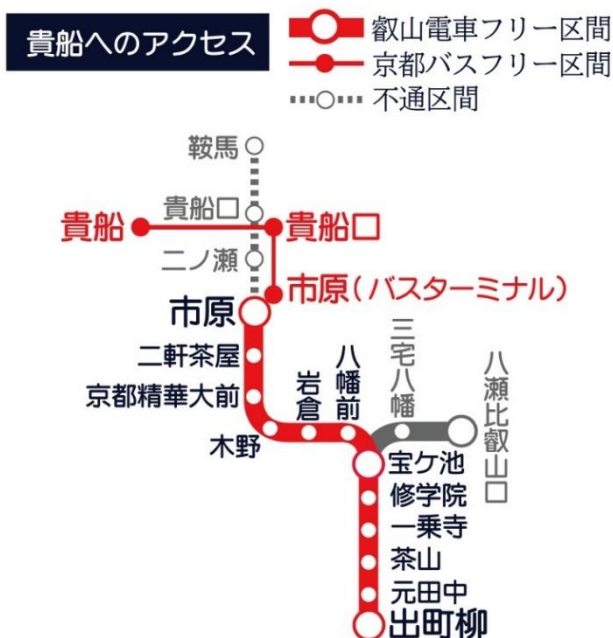 貴船へのアクセス
叡山電車フリー区間
京都バスフリー区間
不通区間
鞍馬
貴船口
貴船
貴船口
二ノ瀬
市原(バスターミナル)
市原
二軒茶屋
京都精華大前
木野
岩倉
八幡前
三宅八幡
八瀬比叡山口
宝ケ池
修学院
一乗寺
茶山
元田中
出町柳